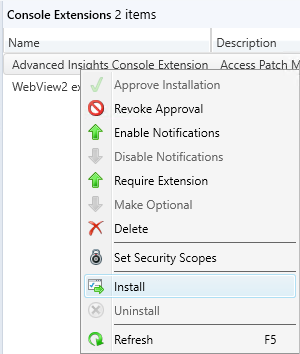 Console Extensions 2 items
Name Description
Advanced Insights Console Extension Access Patch M
WebView2 ex
Approve Installation
Revoke Approval
Enable Notifications
Disable Notifications
Require Extension
Make Optional
Delete
Set Security Scopes
Install
Uninstall
Refresh F5